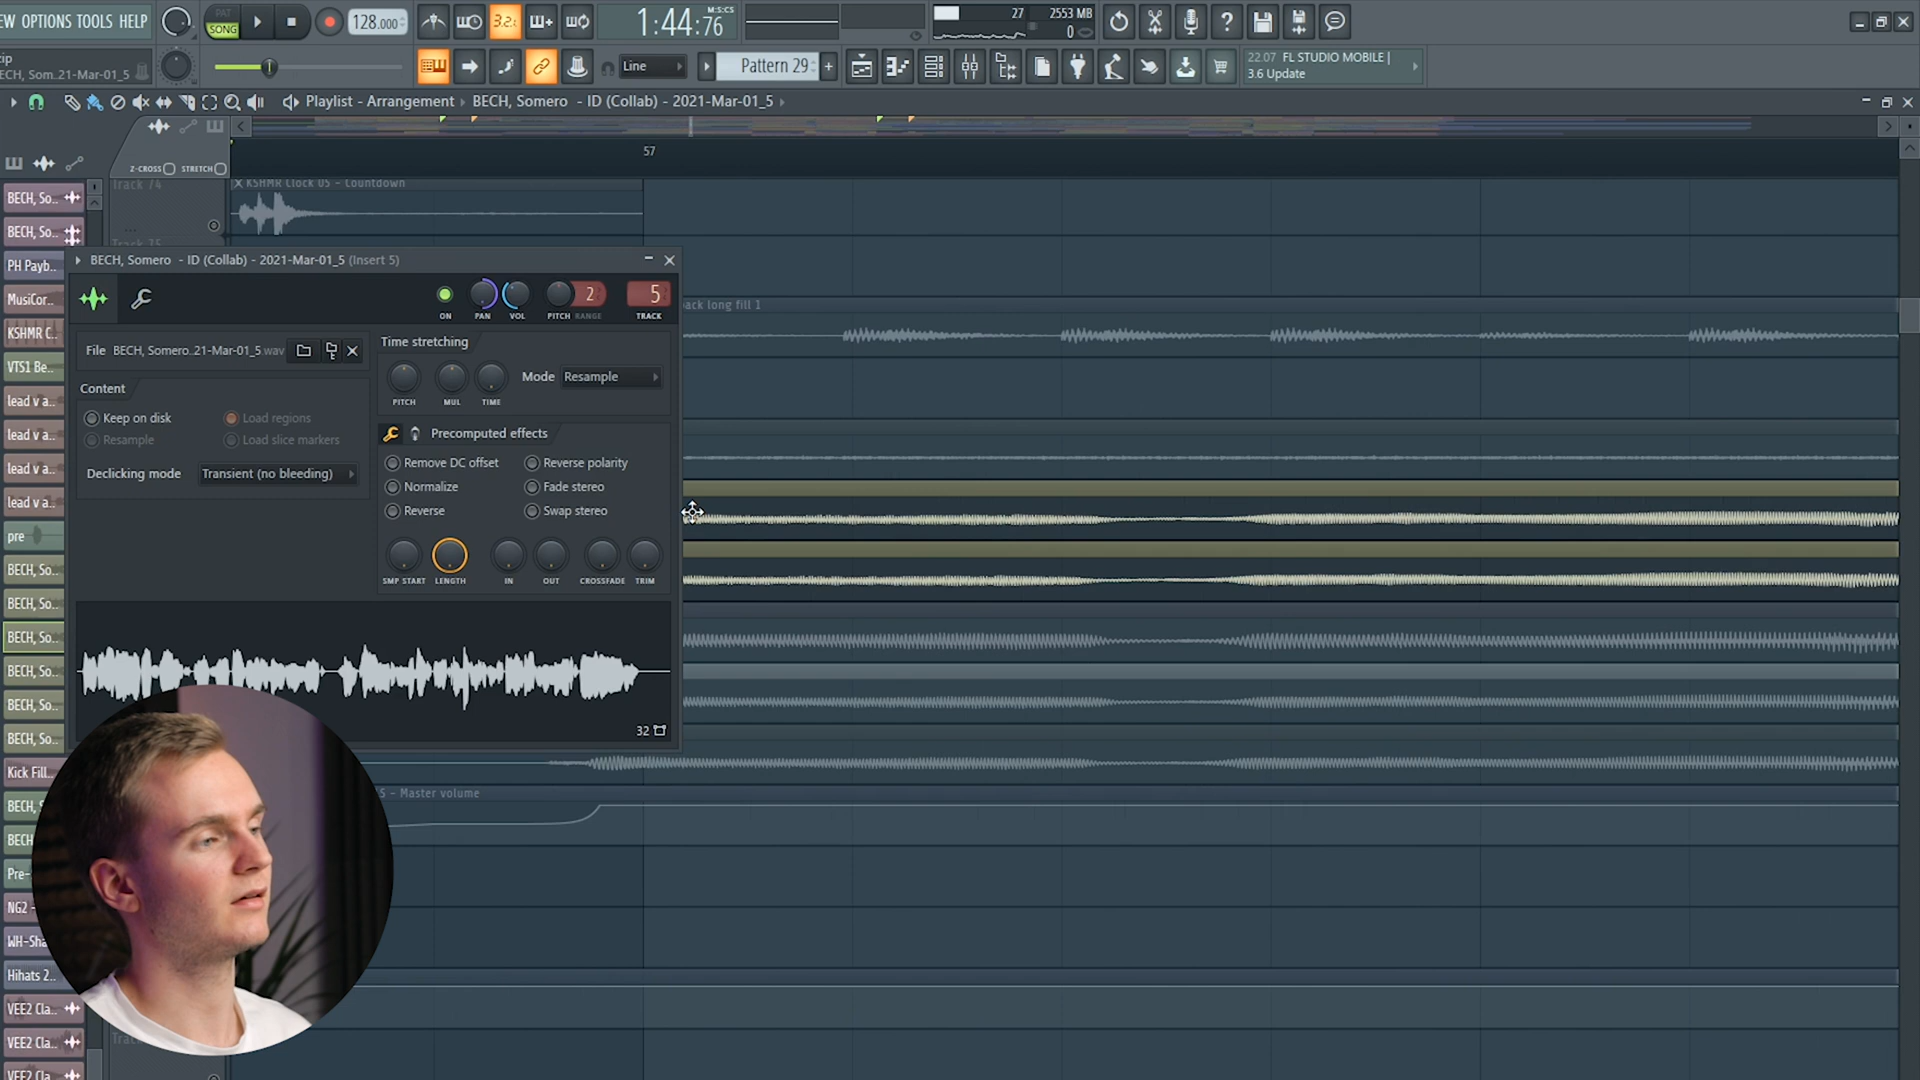 EW OPTIONS TOOLS HELP
PAT
SONG
128.000
32
1:44:76
M:S:CS
27
2553 MB
0
Line
Pattern 29
22.07 FL STUDIO MOBILE |
3.6 Update
ECH, Som..21-Mar-01_5
Playlist - Arrangement › BECH, Somero - ID (Collab) - 2021-Mar-01_5
Z-CROSS STRETCH
57
Track 74
KSHMR Clock 05 - Countdown
Track 75
BECH, So..
BECH, So..
PH Payb..
MusiCor..
KSHMR C..
VTS1 Be..
lead v a..
lead v a..
lead v a..
lead v a..
pre
BECH, So..
BECH, So..
BECH, So..
BECH, So..
BECH, So..
BECH, So..
Kick Fill..
BECH,
BECH
Pre-
NG2 -
WH-Sha
Hihats 2..
VEE2 Cla..
VEE2 Cla..
VEE2 Cla..
BECH, Somero - ID (Collab) - 2021-Mar-01_5 (Insert 5)
2
5
ON
PAN
VOL
PITCH RANGE
TRACK
File BECH, Somero..21-Mar-01_5.wav
Content
Keep on disk
Load regions
Resample
Load slice markers
Declicking mode Transient (no bleeding)
Time stretching
PITCH
MUL
TIME
Mode Resample
Precomputed effects
Remove DC offset
Reverse polarity
Normalize
Fade stereo
Reverse
Swap stereo
SMP START
LENGTH
IN
OUT
CROSSFADE
TRIM
32
ack long fill 1
5 - Master volume